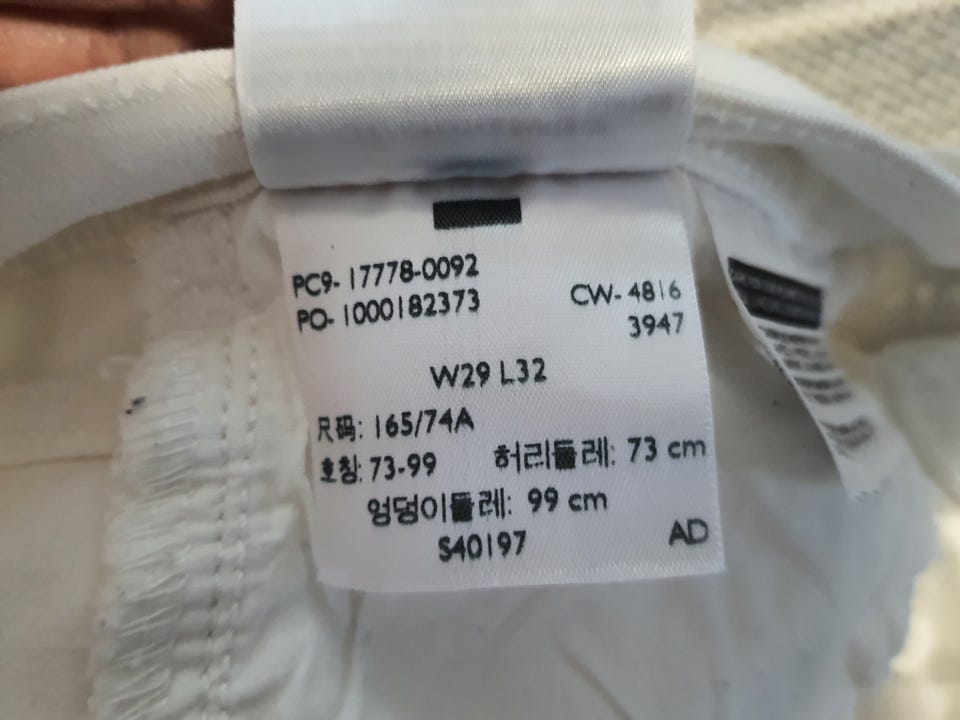 PC9- 17778-0092
PO- 1000182373
CW- 4816
3947
W29 L32
尺码: 165/74A
호칭: 73-99 허리둘레: 73 cm
엉덩이둘레: 99 cm
S40197 AD